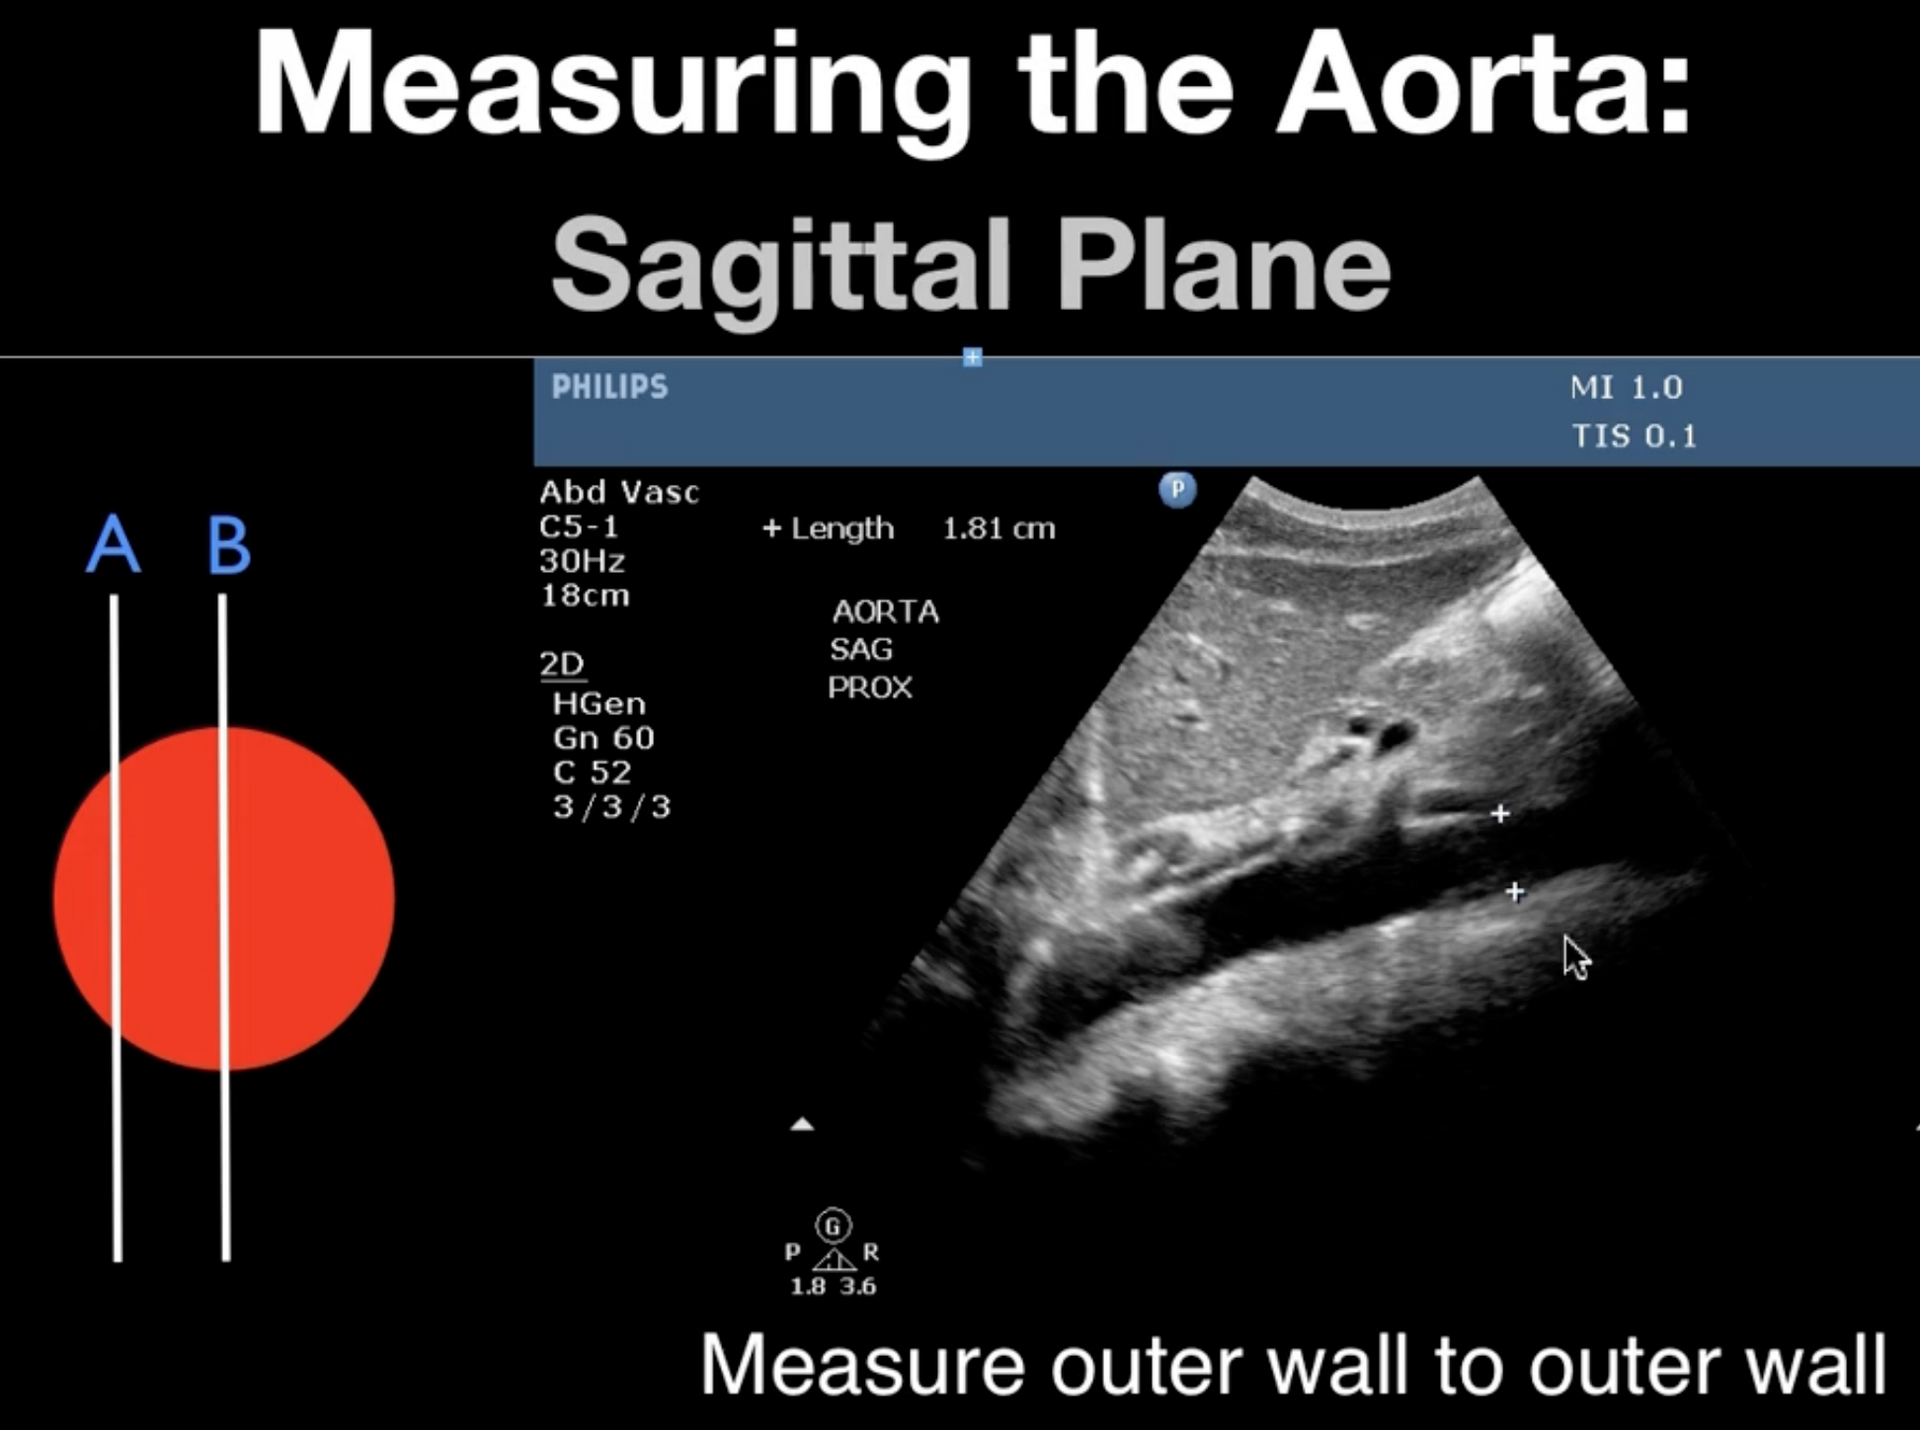 Measuring the Aorta:
Sagittal Plane
PHILIPS
MI 1.0
TIS 0.1
A B
Abd Vasc
C5-1
30Hz
18cm
2D
HGen
Gn 60
C 52
3/3/3
+ Length 1.81 cm
AORTA
SAG
PROX
P
G
P R
1.8 3.6
Measure outer wall to outer wall